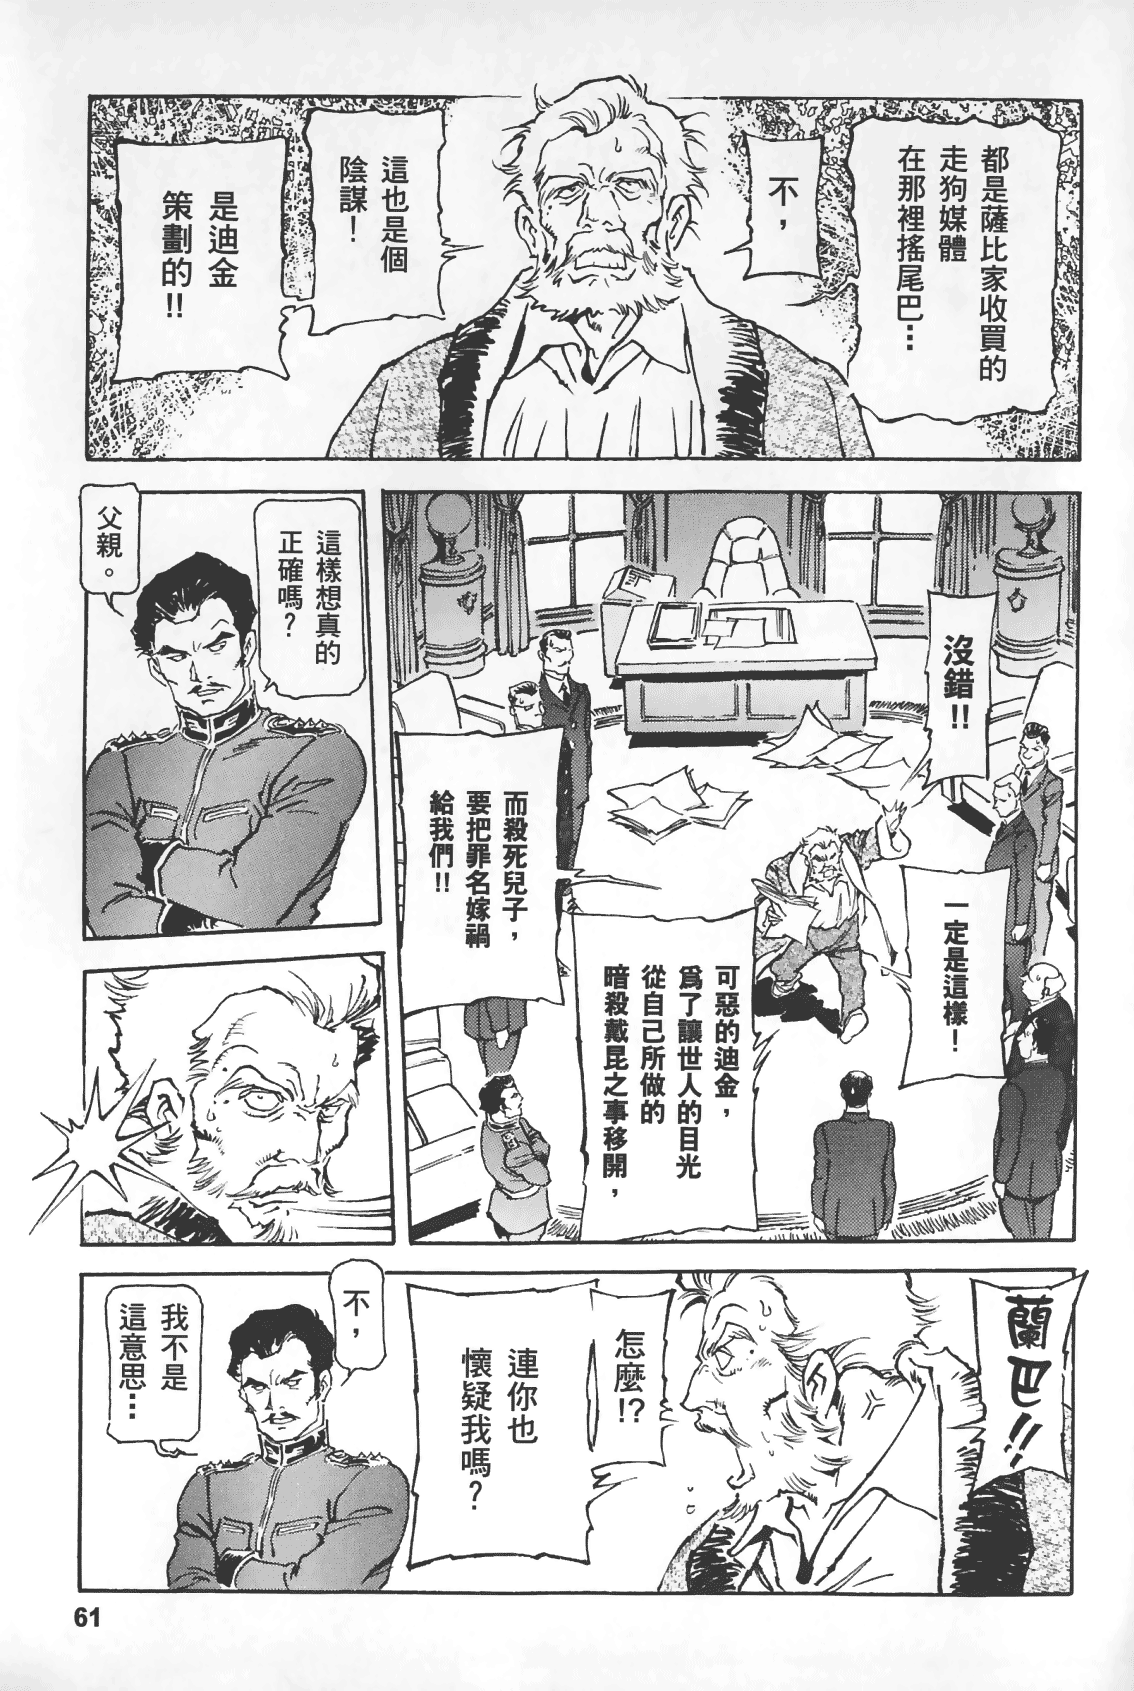 都是薩比家收買的
走狗媒體
在那裡搖尾巴…
不，
這也是個
陰謀！
是迪金
策劃的!!
沒錯!!
一定是這樣！
可惡的迪金，
為了讓世人的目光
從自己所做的
暗殺戴昆之事移開，
而殺死兒子，
要把罪名嫁禍
給我們!!
這樣想真的
正確嗎？
父親。
蘭巴!!
怎麼!?
連你也
懷疑我嗎？
不，
我不是
這意思…
61